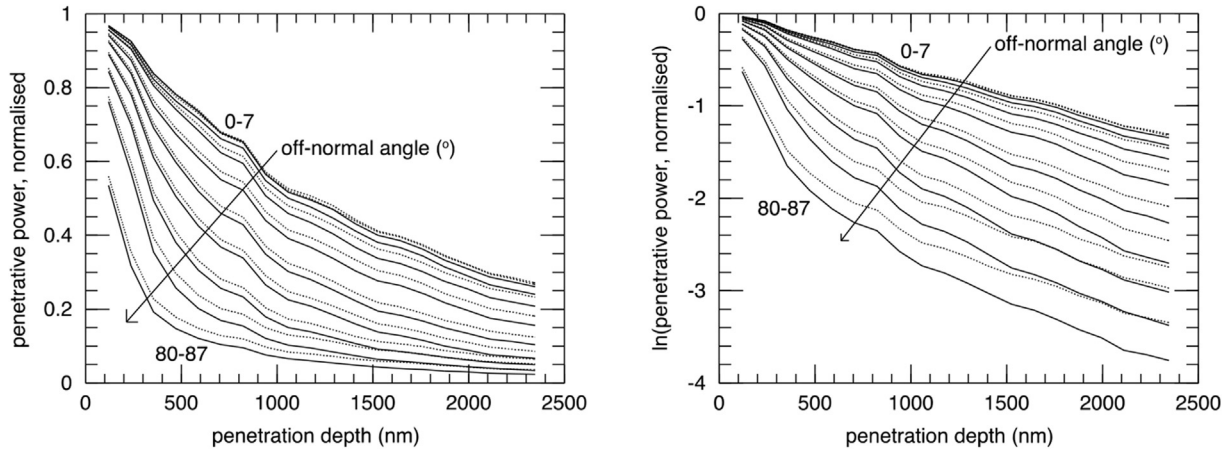 penetrative power, normalised
1
0.8
0.6
0.4
0.2
0
0-7
off-normal angle (º)
80-87
0 500 1000 1500 2000 2500
penetration depth (nm)
ln(penetrative power, normalised)
0
-1
-2
-3
-4
off-normal angle (º)
0-7
80-87
0 500 1000 1500 2000 2500
penetration depth (nm)